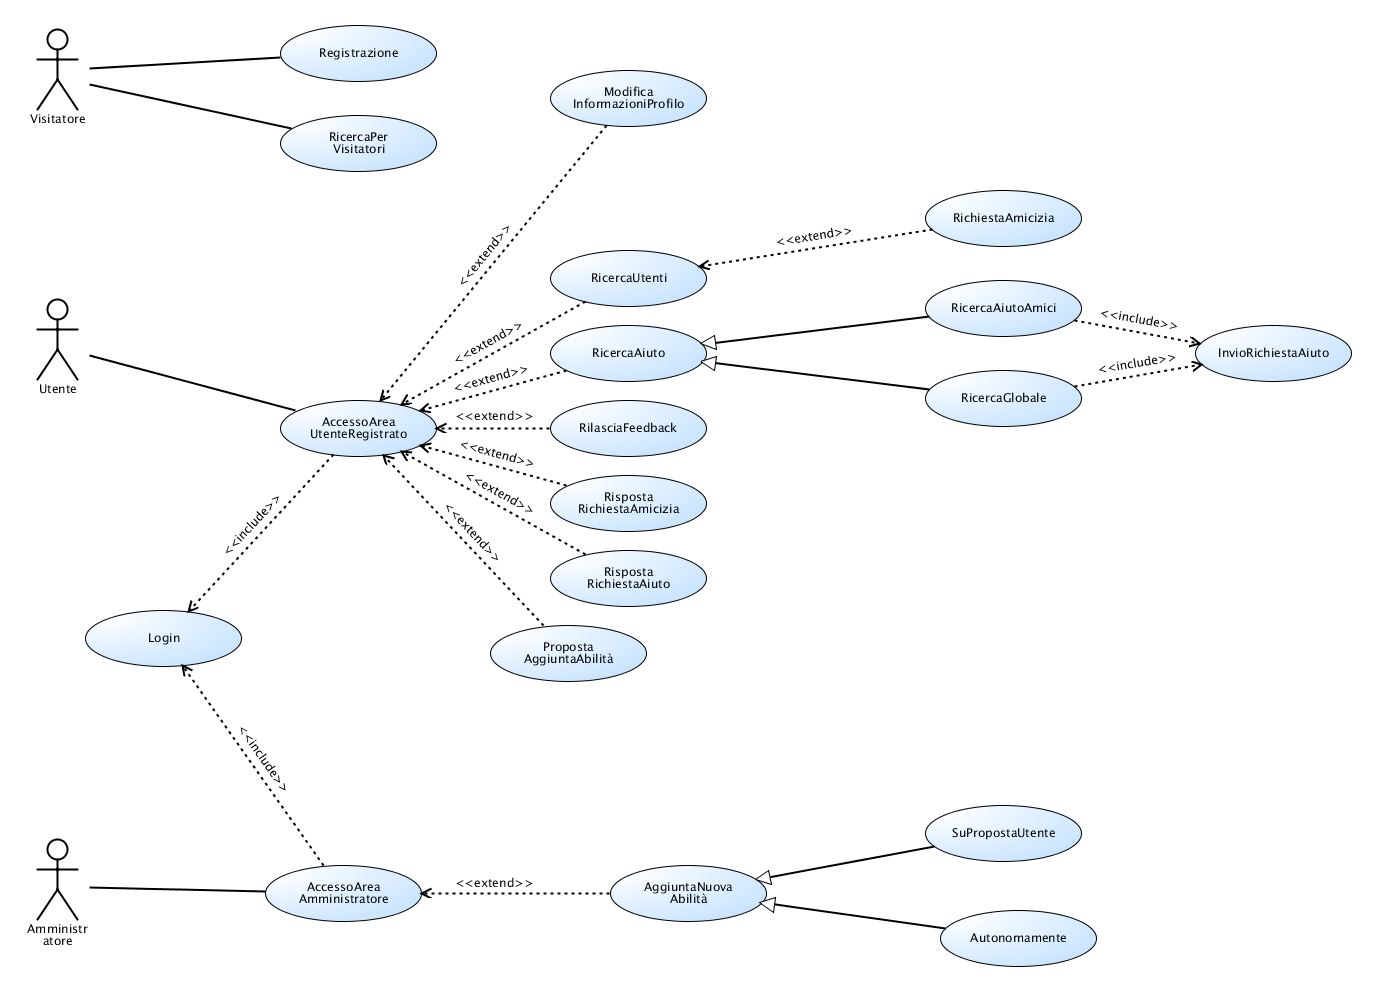 Registrazione
Visitatore
RicercaPer
Visitatori
Modifica
InformazioniProfilo
<<extend>>
RichiestaAmicizia
<<extend>>
RicercaUtenti
<<extend>>
RicercaAiutoAmici
<<include>>
InvioRichiestaAiuto
RicercaAiuto
<<extend>>
<<include>>
RicercaGlobale
Utente
AccessoArea
UtenteRegistrato
<<extend>>
RilasciaFeedback
<<extend>>
Risposta
RichiestaAmicizia
<<extend>>
Risposta
RichiestaAiuto
<<extend>>
Proposta
AggiuntaAbilità
<<include>>
Login
<<include>>
SuPropostaUtente
AccessoArea
Amministratore
<<extend>>
AggiuntaNuova
Abilità
Amministr
atore
Autonomamente